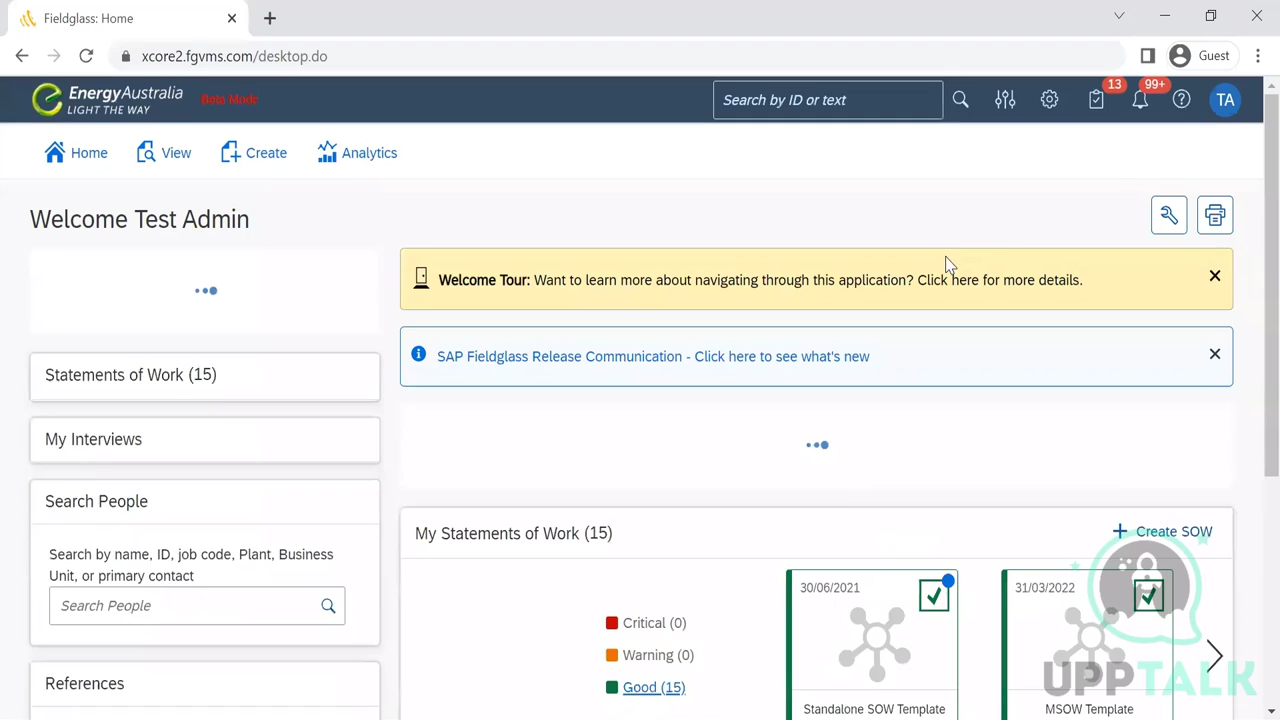 Fieldglass: Home
xcore2.fgvms.com/desktop.do
Guest
EnergyAustralia
LIGHT THE WAY
Beta Mode
Search by ID or text
13
99+
TA
Home
View
Create
Analytics
Welcome Test Admin
Welcome Tour: Want to learn more about navigating through this application? Click here for more details.
SAP Fieldglass Release Communication - Click here to see what's new
Statements of Work (15)
My Interviews
Search People
Search by name, ID, job code, Plant, Business
Unit, or primary contact
Search People
References
My Statements of Work (15)
Create SOW
Critical (0)
Warning (0)
Good (15)
30/06/2021
Standalone SOW Template
31/03/2022
MSOW Template
UPPTALK